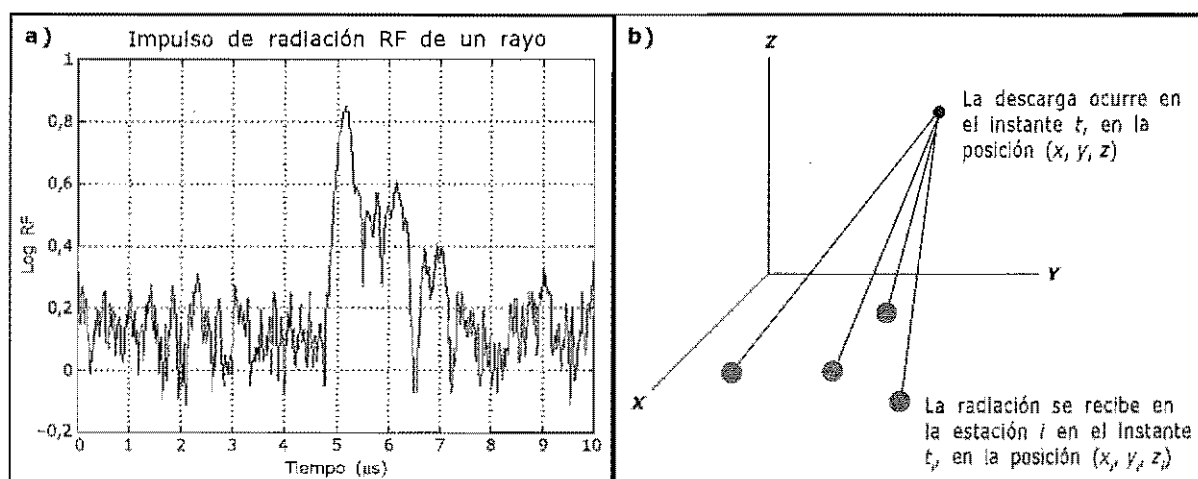 a) Impulso de radiación RF de un rayo
1
0,8
0,6
0,4
0,2
0
-0,2
Log RF
0 1 2 3 4 5 6 7 8 9 10
Tiempo (µs)
b)
Z
Y
X
La descarga ocurre en
el instante t, en la
posición (x, y, z)
La radiación se recibe en
la estación i en el instante
tᵢ, en la posición (xᵢ, yᵢ, zᵢ)